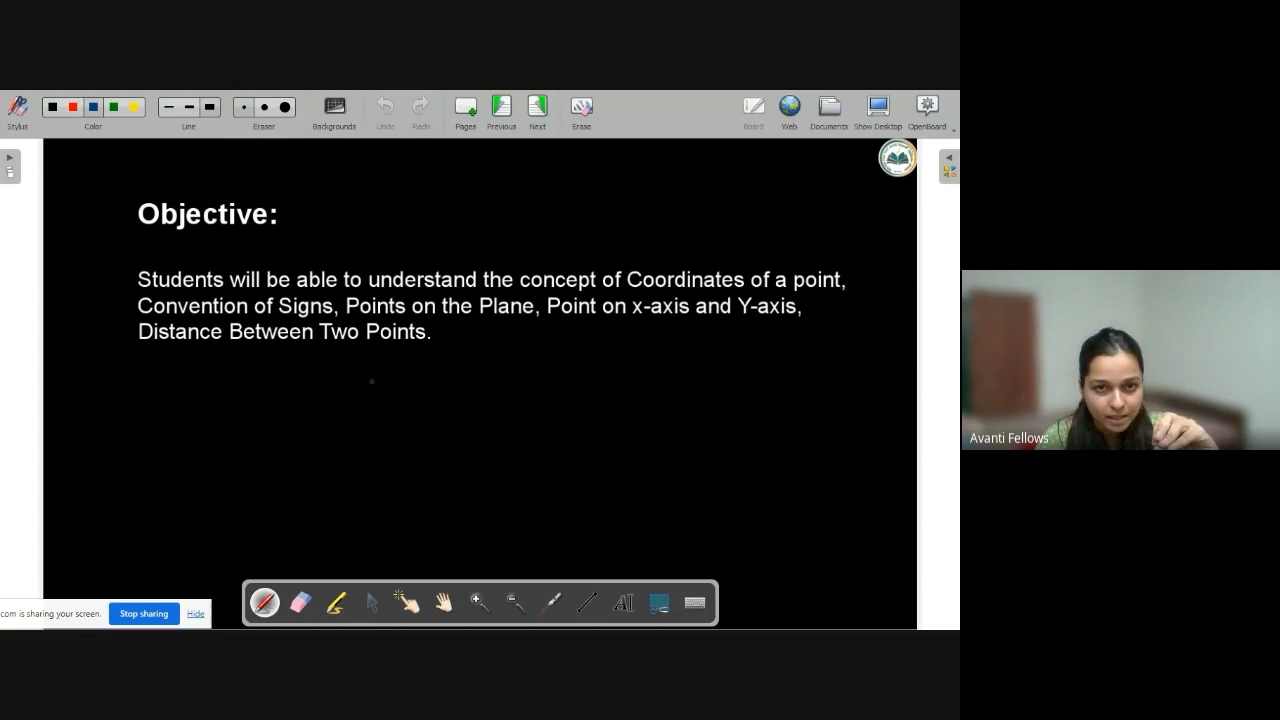 Stylus Color Line Eraser Backgrounds Undo Redo Pages Previous Next Erase Board Web Documents Show Desktop OpenBoard
Objective:
Students will be able to understand the concept of Coordinates of a point,
Convention of Signs, Points on the Plane, Point on x-axis and Y-axis,
Distance Between Two Points.
Avanti Fellows
com is sharing your screen. Stop sharing Hide